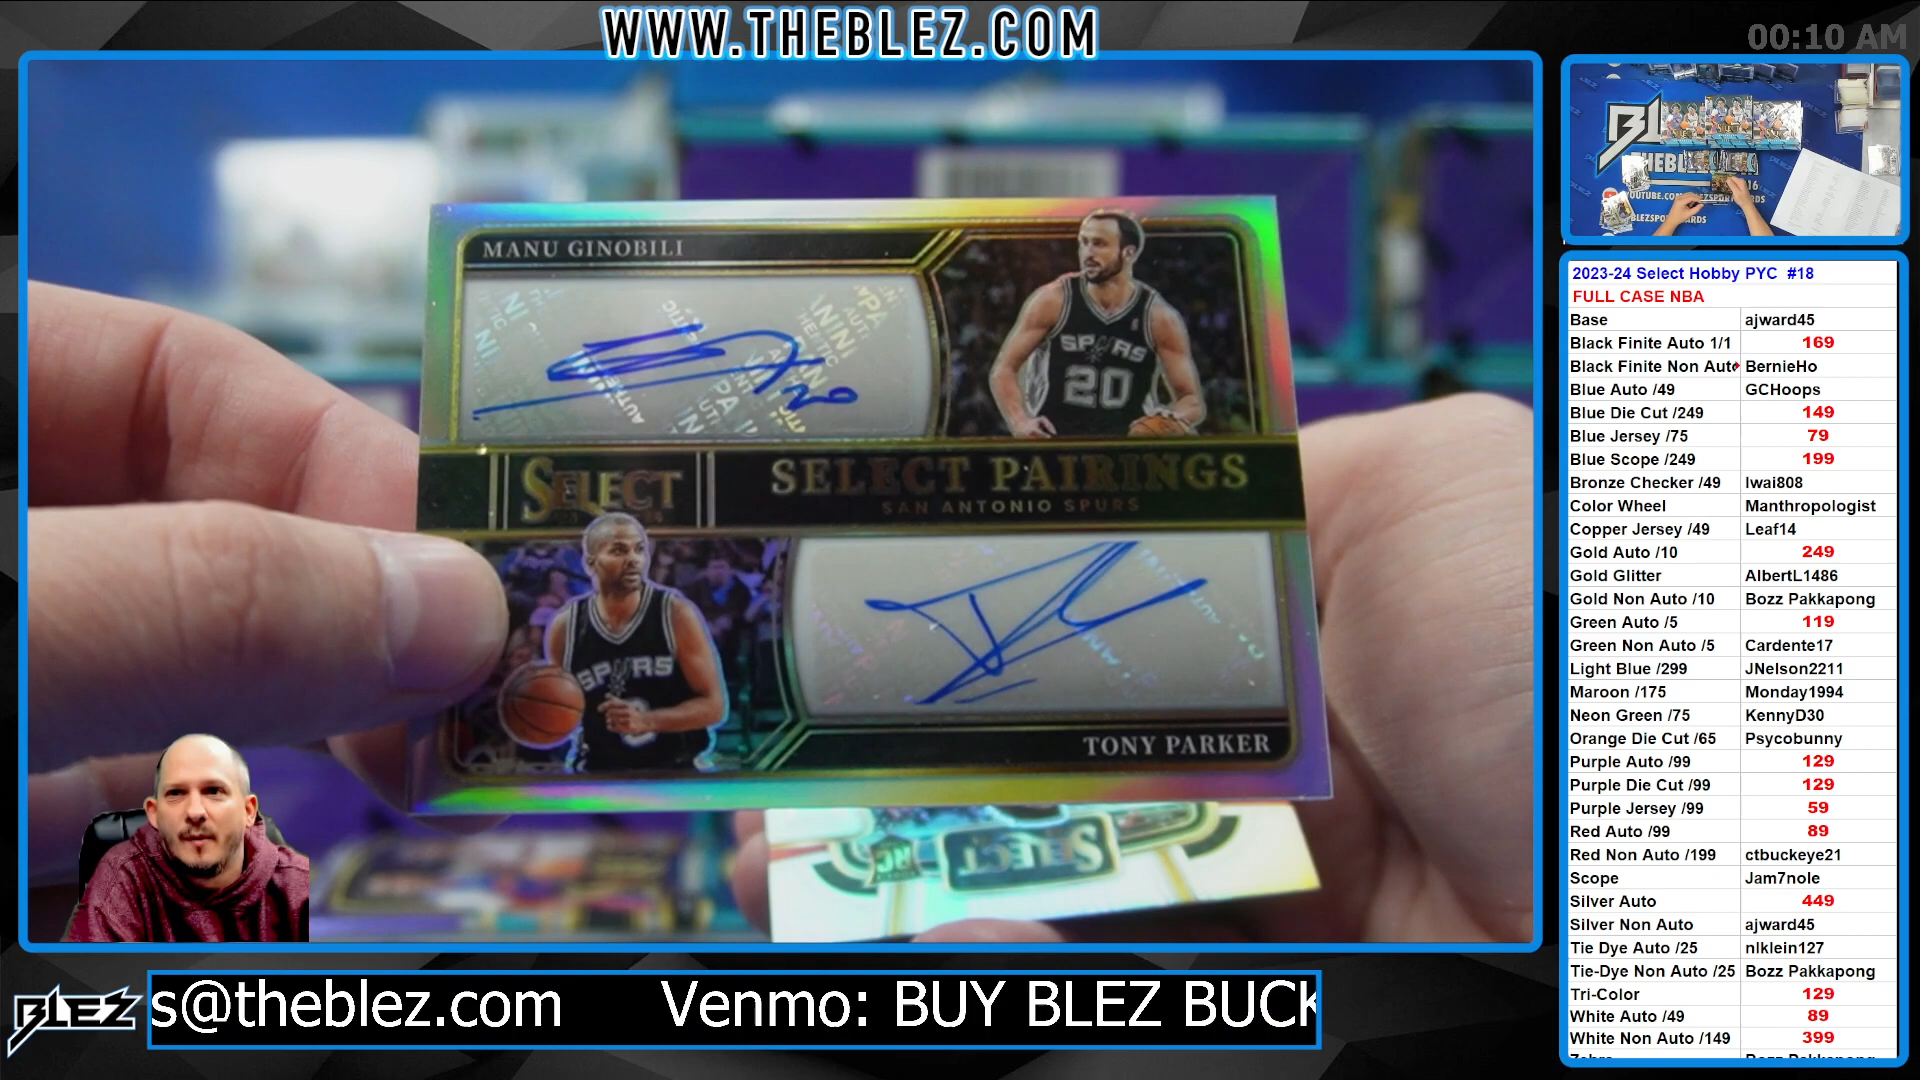 WWW.THEBLEZ.COM
00:10 AM
MANU GINOBILI
SPURS
20
SELECT
SELECT PAIRINGS
SAN ANTONIO SPURS
SPURS
TONY PARKER
SELECT
RC
BLEZ
s@theblez.com Venmo: BUY BLEZ BUCK
2023-24 Select Hobby PYC #18
FULL CASE NBA
Base ajward45
Black Finite Auto 1/1 169
Black Finite Non Aut BernieHo
Blue Auto /49 GCHoops
Blue Die Cut /249 149
Blue Jersey /75 79
Blue Scope /249 199
Bronze Checker /49 Iwai808
Color Wheel Manthropologist
Copper Jersey /49 Leaf14
Gold Auto /10 249
Gold Glitter AlbertL1486
Gold Non Auto /10 Bozz Pakkapong
Green Auto /5 119
Green Non Auto /5 Cardente17
Light Blue /299 JNelson2211
Maroon /175 Monday1994
Neon Green /75 KennyD30
Orange Die Cut /65 Psycobunny
Purple Auto /99 129
Purple Die Cut /99 129
Purple Jersey /99 59
Red Auto /99 89
Red Non Auto /199 ctbuckeye21
Scope Jam7nole
Silver Auto 449
Silver Non Auto ajward45
Tie Dye Auto /25 nlklein127
Tie-Dye Non Auto /25 Bozz Pakkapong
Tri-Color 129
White Auto /49 89
White Non Auto /149 399